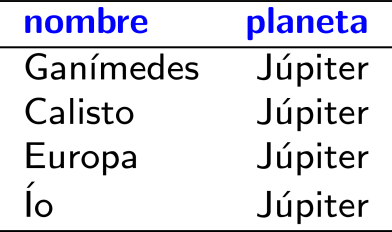 nombre planeta
Ganímedes Júpiter
Calisto Júpiter
Europa Júpiter
Ío Júpiter